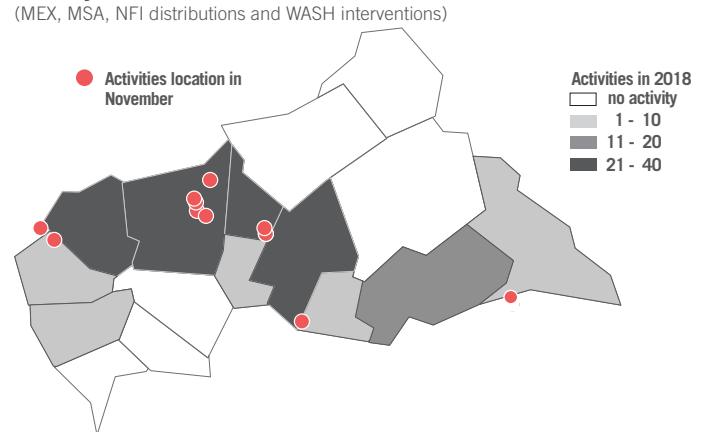 (MEX, MSA, NFI distributions and WASH interventions)
Activities location in
November
Activities in 2018
no activity
1 - 10
11 - 20
21 - 40